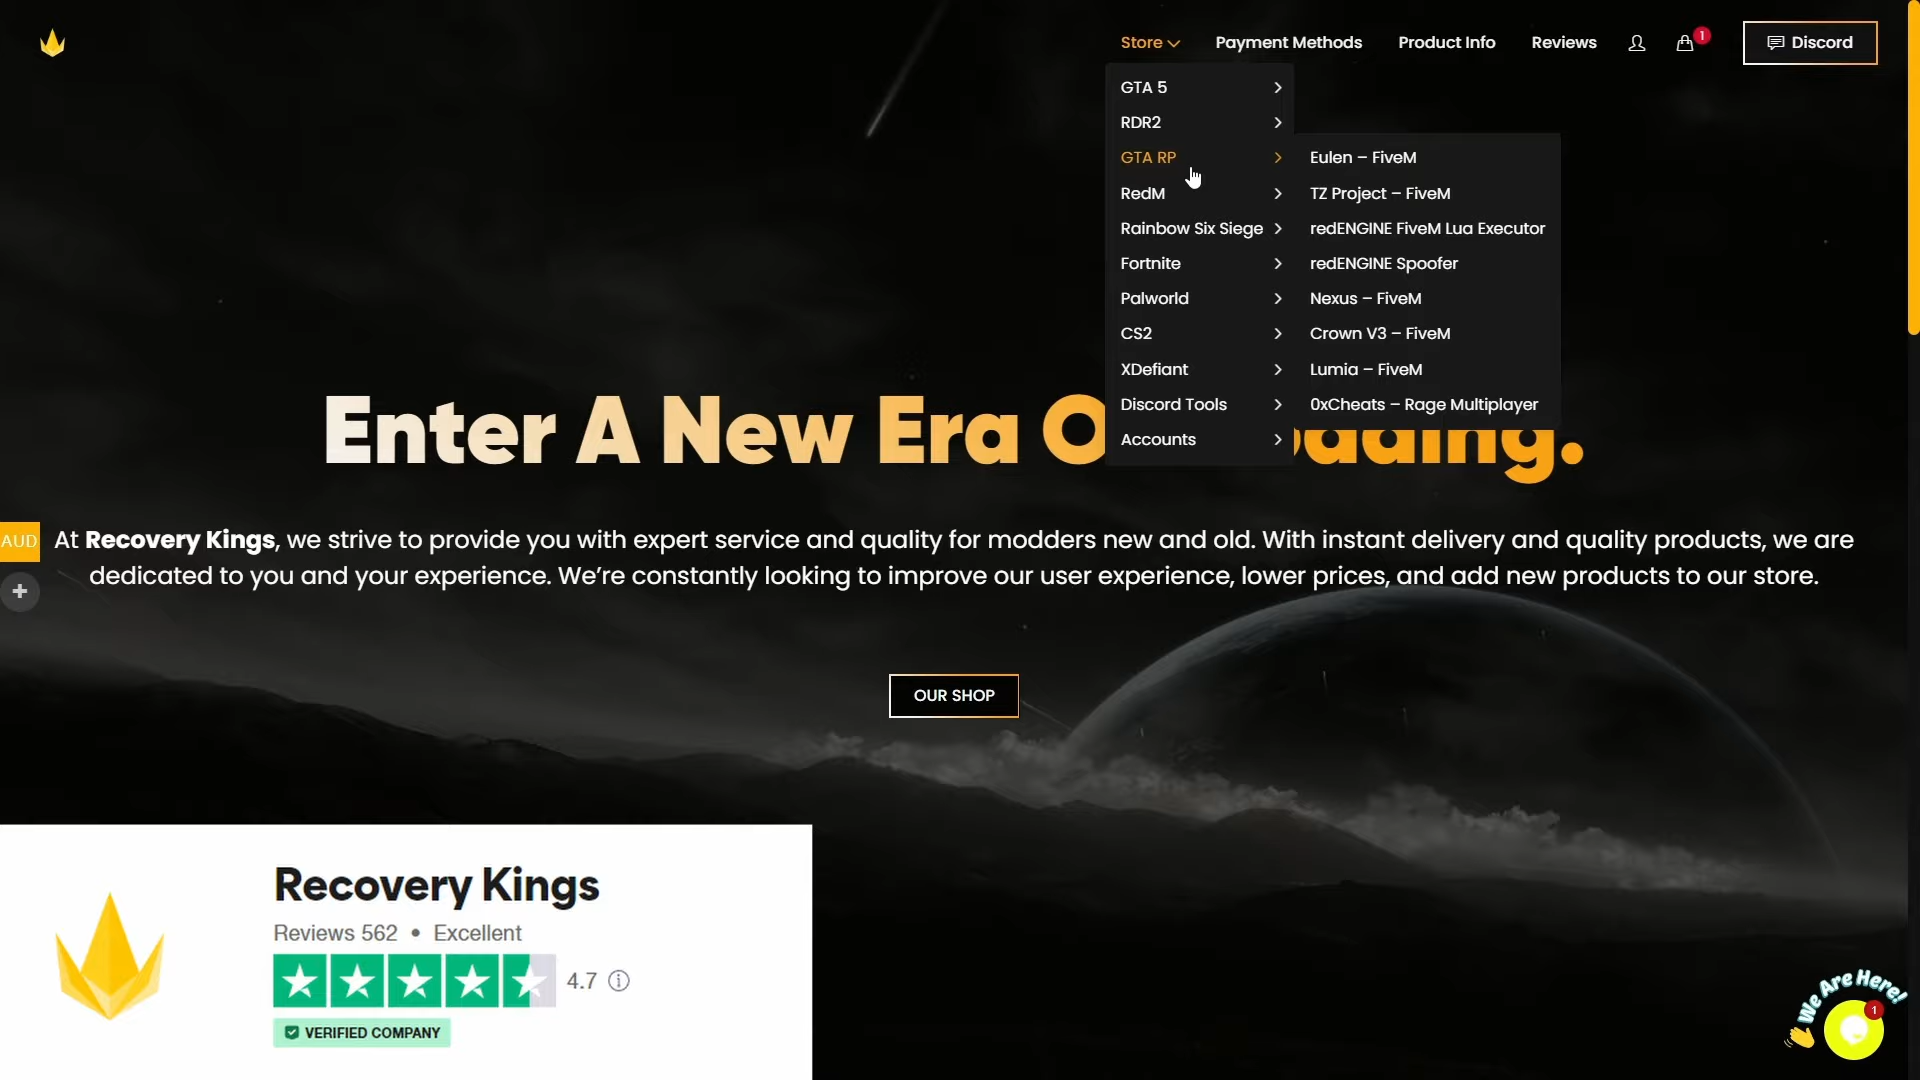 Store
Payment Methods
Product Info
Reviews
1
Discord
GTA 5
RDR2
GTA RP
RedM
Rainbow Six Siege
Fortnite
Palworld
CS2
XDefiant
Discord Tools
Accounts
Eulen – FiveM
TZ Project – FiveM
redENGINE FiveM Lua Executor
redENGINE Spoofer
Nexus – FiveM
Crown V3 – FiveM
Lumia – FiveM
0xCheats – Rage Multiplayer
Enter A New Era
AUD
At Recovery Kings, we strive to provide you with expert service and quality for modders new and old. With instant delivery and quality products, we are
dedicated to you and your experience. We’re constantly looking to improve our user experience, lower prices, and add new products to our store.
OUR SHOP
Recovery Kings
Reviews 562 • Excellent
4.7
VERIFIED COMPANY
We Are Here!
1